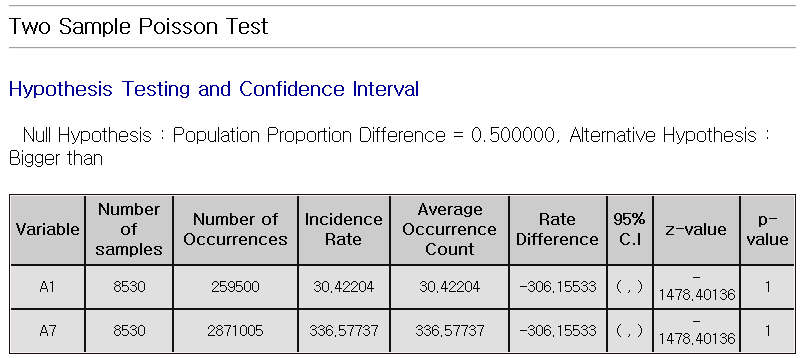 Two Sample Poisson Test
Hypothesis Testing and Confidence Interval
Null Hypothesis : Population Proportion Difference = 0.500000, Alternative Hypothesis :
Bigger than
Variable Number of samples Number of Occurrences Incidence Rate Average Occurrence Count Rate Difference 95% C.I z-value p-value
A1 8530 259500 30.42204 30.42204 -306.15533 ( , ) -1478.40136 1
A7 8530 2871005 336.57737 336.57737 -306.15533 ( , ) -1478.40136 1